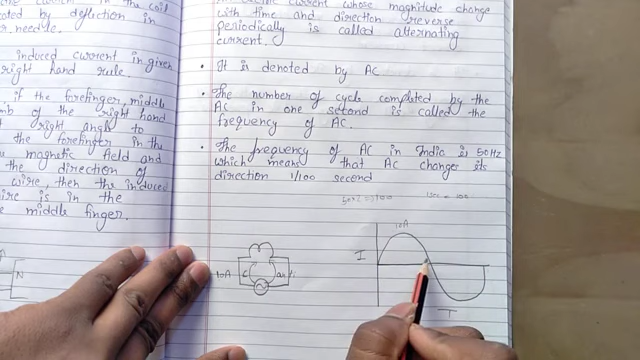 current in the coil
by deflection in
needle.
induced current in given
right hand rule.
if the forefinger, middle
of the right hand
right angle to
the forefinger in the
magnetic field and
the direction of
wire, then the induced
is in the
middle finger.
N
current whose magnitude change
with time and direction reverse
periodically is called alternating
current.
• It is denoted by AC
• The number of cycle completed by the
AC in one second is called the
frequency of AC.
• The frequency of AC in India is 50Hz
which means that AC changes its
direction 1/100 second
10A
I
10A
T